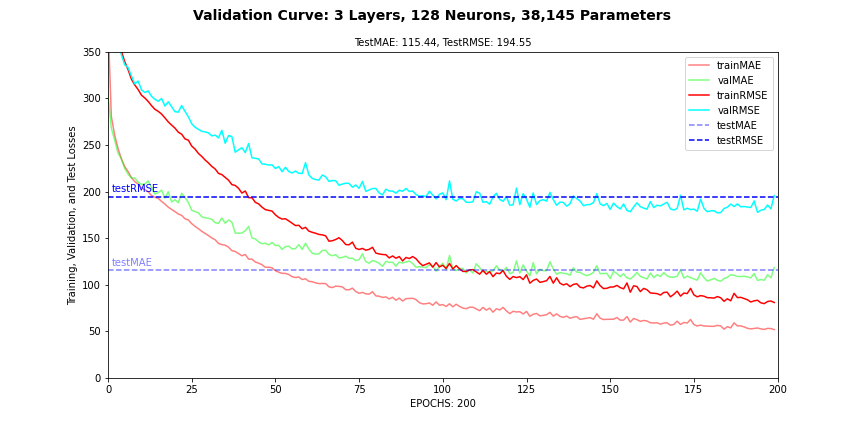 Validation Curve: 3 Layers, 128 Neurons, 38,145 Parameters
TestMAE: 115.44, TestRMSE: 194.55
350
300
250
200
150
100
50
0
Training, Validation, and Test Losses
testRMSE
testMAE
trainMAE
valMAE
trainRMSE
valRMSE
testMAE
testRMSE
0 25 50 75 100 125 150 175 200
EPOCHS: 200